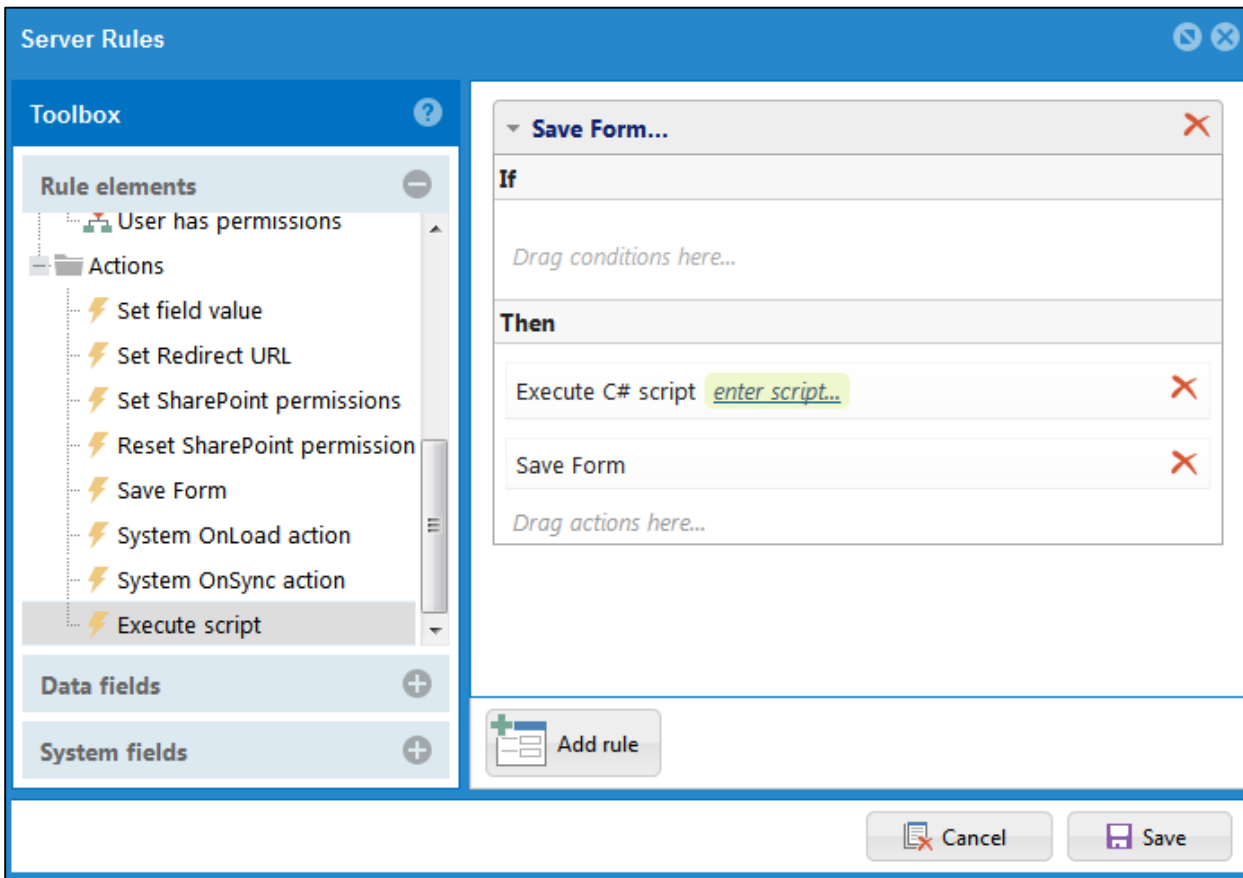 Server Rules
Toolbox
?
Rule elements
User has permissions
Actions
Set field value
Set Redirect URL
Set SharePoint permissions
Reset SharePoint permission
Save Form
System OnLoad action
System OnSync action
Execute script
Data fields
System fields
Save Form...
If
Drag conditions here...
Then
Execute C# script enter script...
Save Form
Drag actions here...
Add rule
Cancel
Save